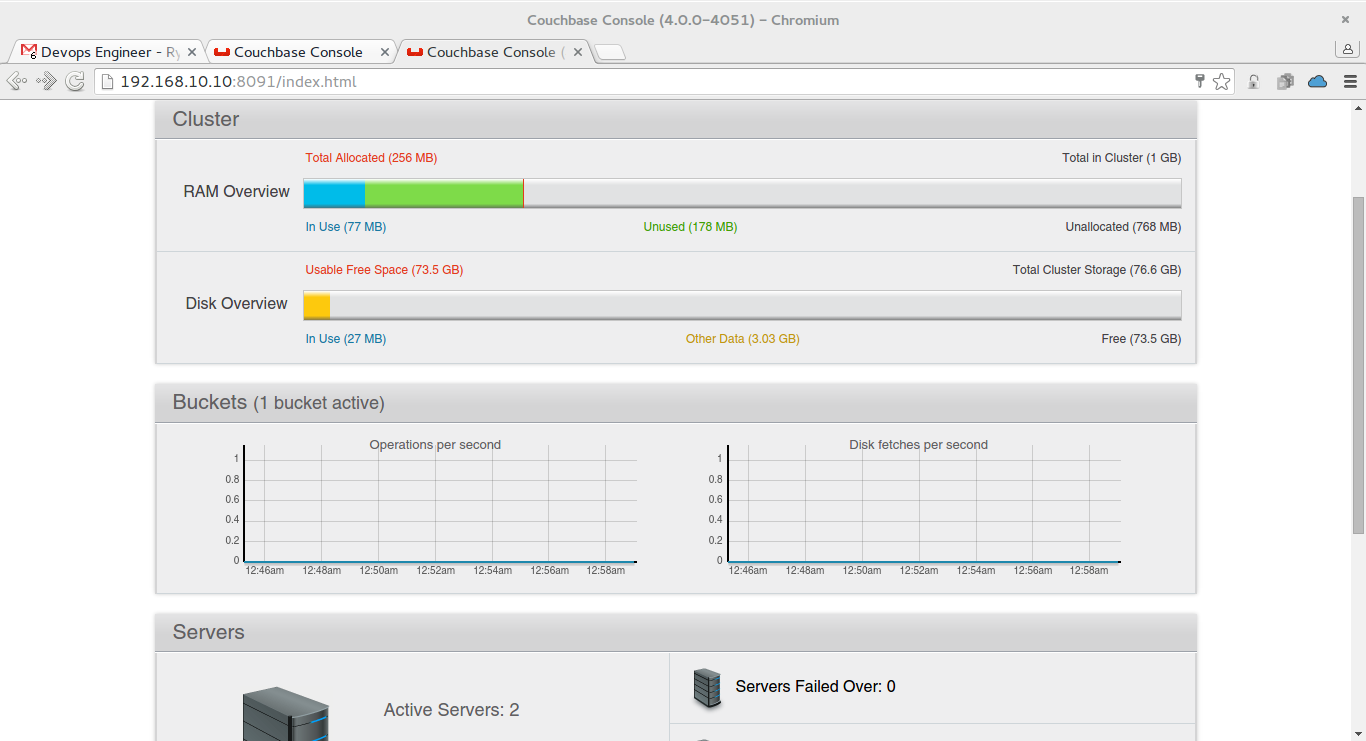 Couchbase Console (4.0.0-4051) – Chromium
Devops Engineer - Ry
Couchbase Console
Couchbase Console (
192.168.10.10:8091/index.html
Cluster
Total Allocated (256 MB) Total in Cluster (1 GB)
RAM Overview
In Use (77 MB) Unused (178 MB) Unallocated (768 MB)
Usable Free Space (73.5 GB) Total Cluster Storage (76.6 GB)
Disk Overview
In Use (27 MB) Other Data (3.03 GB) Free (73.5 GB)
Buckets (1 bucket active)
Operations per second
1
0.8
0.6
0.4
0.2
0
12:46am 12:48am 12:50am 12:52am 12:54am 12:56am 12:58am
Disk fetches per second
1
0.8
0.6
0.4
0.2
0
12:46am 12:48am 12:50am 12:52am 12:54am 12:56am 12:58am
Servers
Active Servers: 2
Servers Failed Over: 0